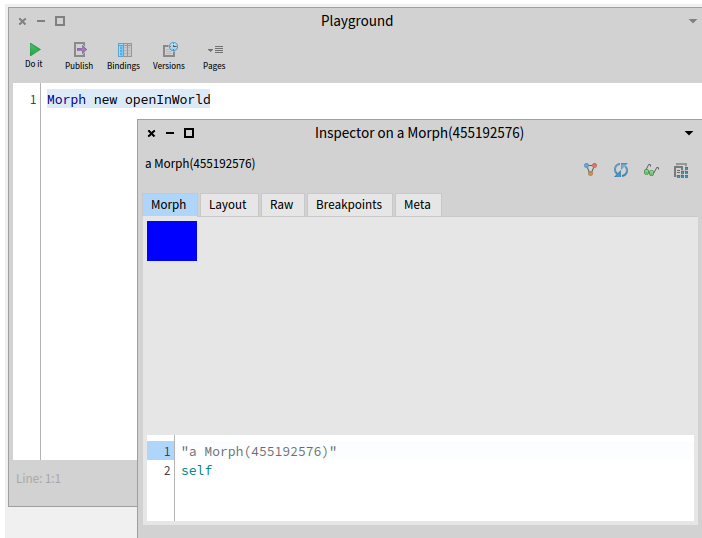 Playground
Do it Publish Bindings Versions Pages
1 Morph new openInWorld
Inspector on a Morph(455192576)
a Morph(455192576)
Morph Layout Raw Breakpoints Meta
1 "a Morph(455192576)"
2 self
Line: 1:1